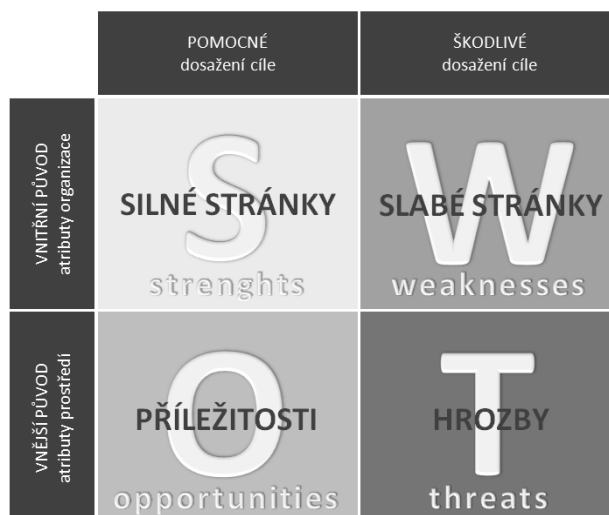 POMOCNÉ
dosažení cíle
ŠKODLIVÉ
dosažení cíle
VNITŘNÍ PŮVOD
atributy organizace
S
SILNÉ STRÁNKY
strenghts
W
SLABÉ STRÁNKY
weaknesses
VNĚJŠÍ PŮVOD
atributy prostředí
O
PŘÍLEŽITOSTI
opportunities
T
HROZBY
threats